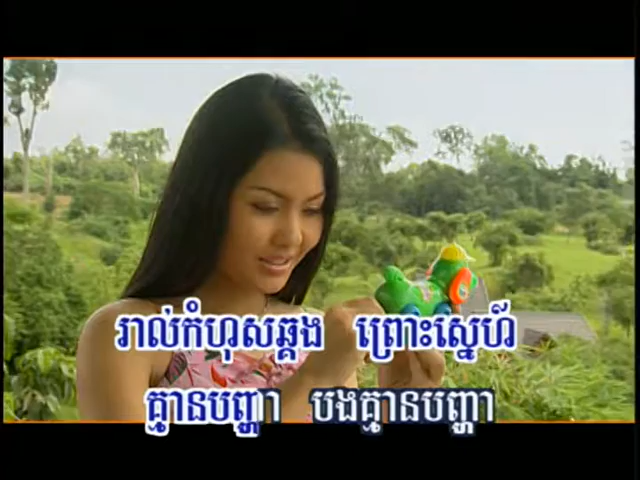 រាល់កំហុសឆ្គង ព្រោះស្នេហ៍
គ្មានបញ្ហា បងគ្មានបញ្ហា